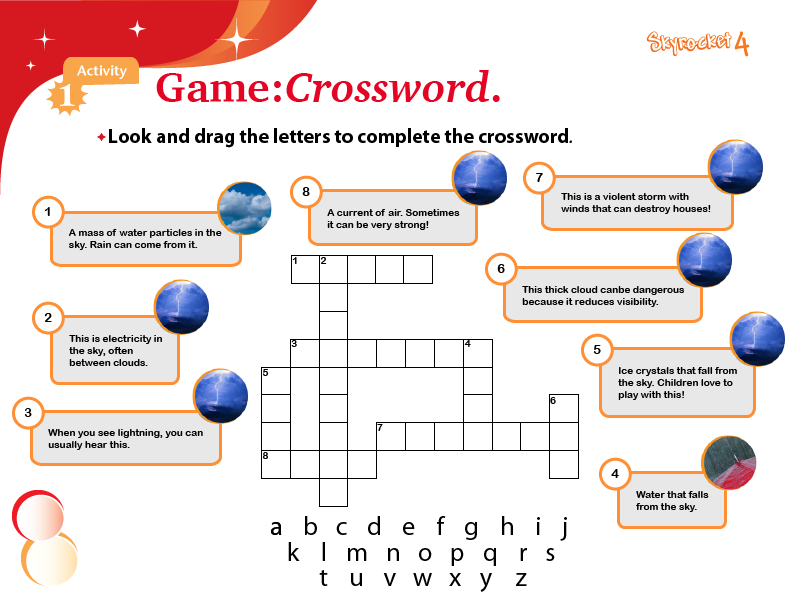 Skyrocket 4
Activity
1
Game:Crossword.
Look and drag the letters to complete the crossword.
1
A mass of water particles in the
sky. Rain can come from it.
8
A current of air. Sometimes
it can be very strong!
7
This is a violent storm with
winds that can destroy houses!
6
This thick cloud canbe dangerous
because it reduces visibility.
2
This is electricity in
the sky, often
between clouds.
5
Ice crystals that fall from
the sky. Children love to
play with this!
3
When you see lightning, you can
usually hear this.
4
Water that falls
from the sky.
1 2
3 4
5
6
7
8
a b c d e f g h i j
k l m n o p q r s
t u v w x y z